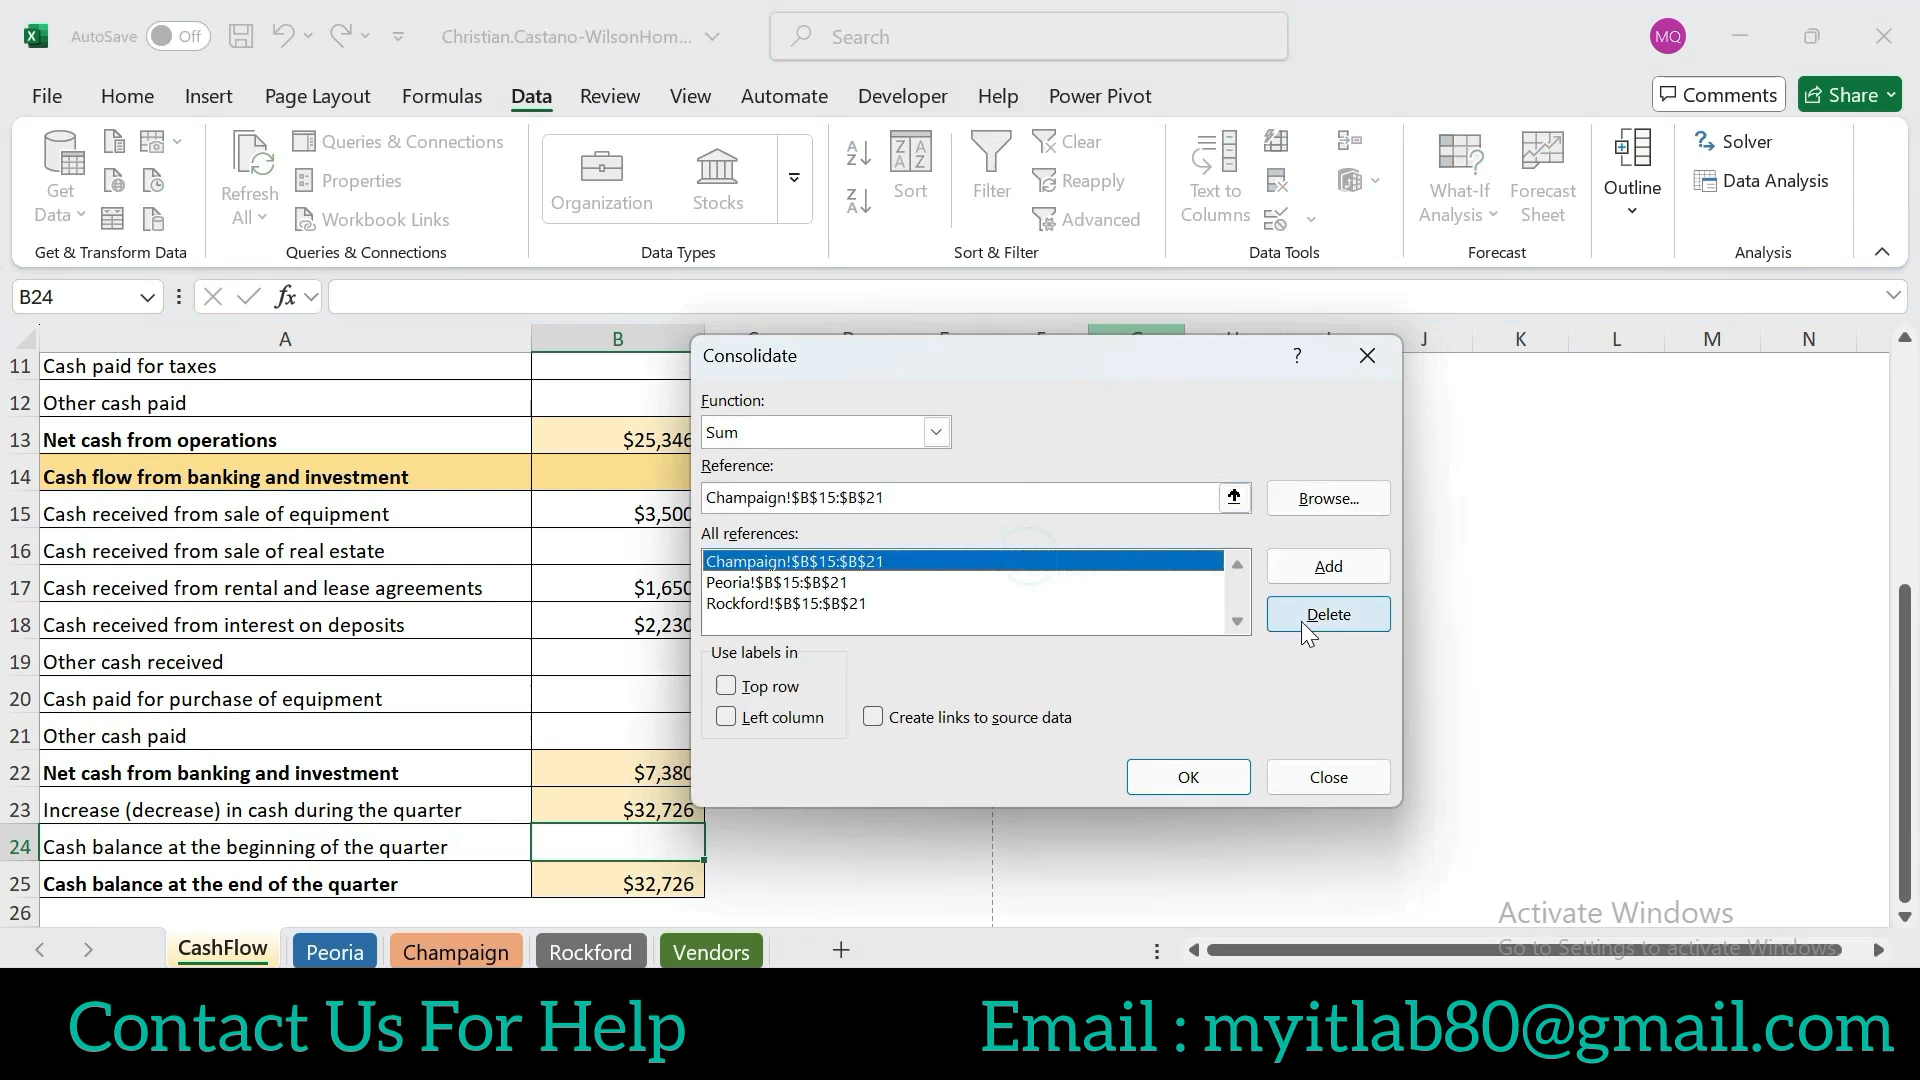 AutoSave Off Christian.Castano-WilsonHom... Search MQ
File Home Insert Page Layout Formulas Data Review View Automate Developer Help Power Pivot Comments Share
Get Data
Refresh All
Queries & Connections
Properties
Workbook Links
Organization Stocks
Sort
Filter
Clear
Reapply
Advanced
Text to Columns
What-If Analysis
Forecast Sheet
Outline
Solver
Data Analysis
Get & Transform Data Queries & Connections Data Types Sort & Filter Data Tools Forecast Analysis
B24 fx
A B J K L M N
11 Cash paid for taxes
12 Other cash paid
13 Net cash from operations $25,346
14 Cash flow from banking and investment
15 Cash received from sale of equipment $3,500
16 Cash received from sale of real estate
17 Cash received from rental and lease agreements $1,650
18 Cash received from interest on deposits $2,230
19 Other cash received
20 Cash paid for purchase of equipment
21 Other cash paid
22 Net cash from banking and investment $7,380
23 Increase (decrease) in cash during the quarter $32,726
24 Cash balance at the beginning of the quarter
25 Cash balance at the end of the quarter $32,726
26
Consolidate ?
Function:
Sum
Reference:
Champaign!$B$15:$B$21 Browse...
All references:
Champaign!$B$15:$B$21
Peoria!$B$15:$B$21
Rockford!$B$15:$B$21
Add
Delete
Use labels in
Top row
Left column Create links to source data
OK Close
Activate Windows
Go to Settings to activate Windows.
CashFlow Peoria Champaign Rockford Vendors
Contact Us For Help Email : myitlab80@gmail.com